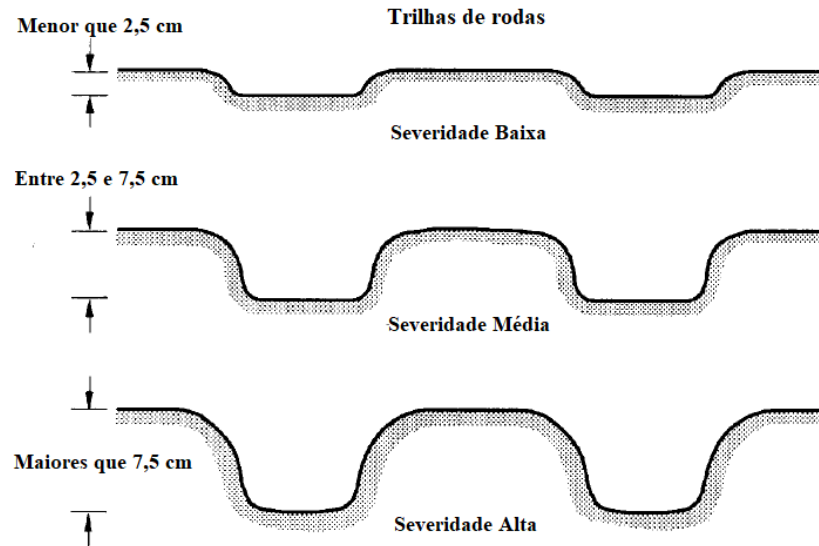 Trilhas de rodas
Menor que 2,5 cm
Severidade Baixa
Entre 2,5 e 7,5 cm
Severidade Média
Maiores que 7,5 cm
Severidade Alta